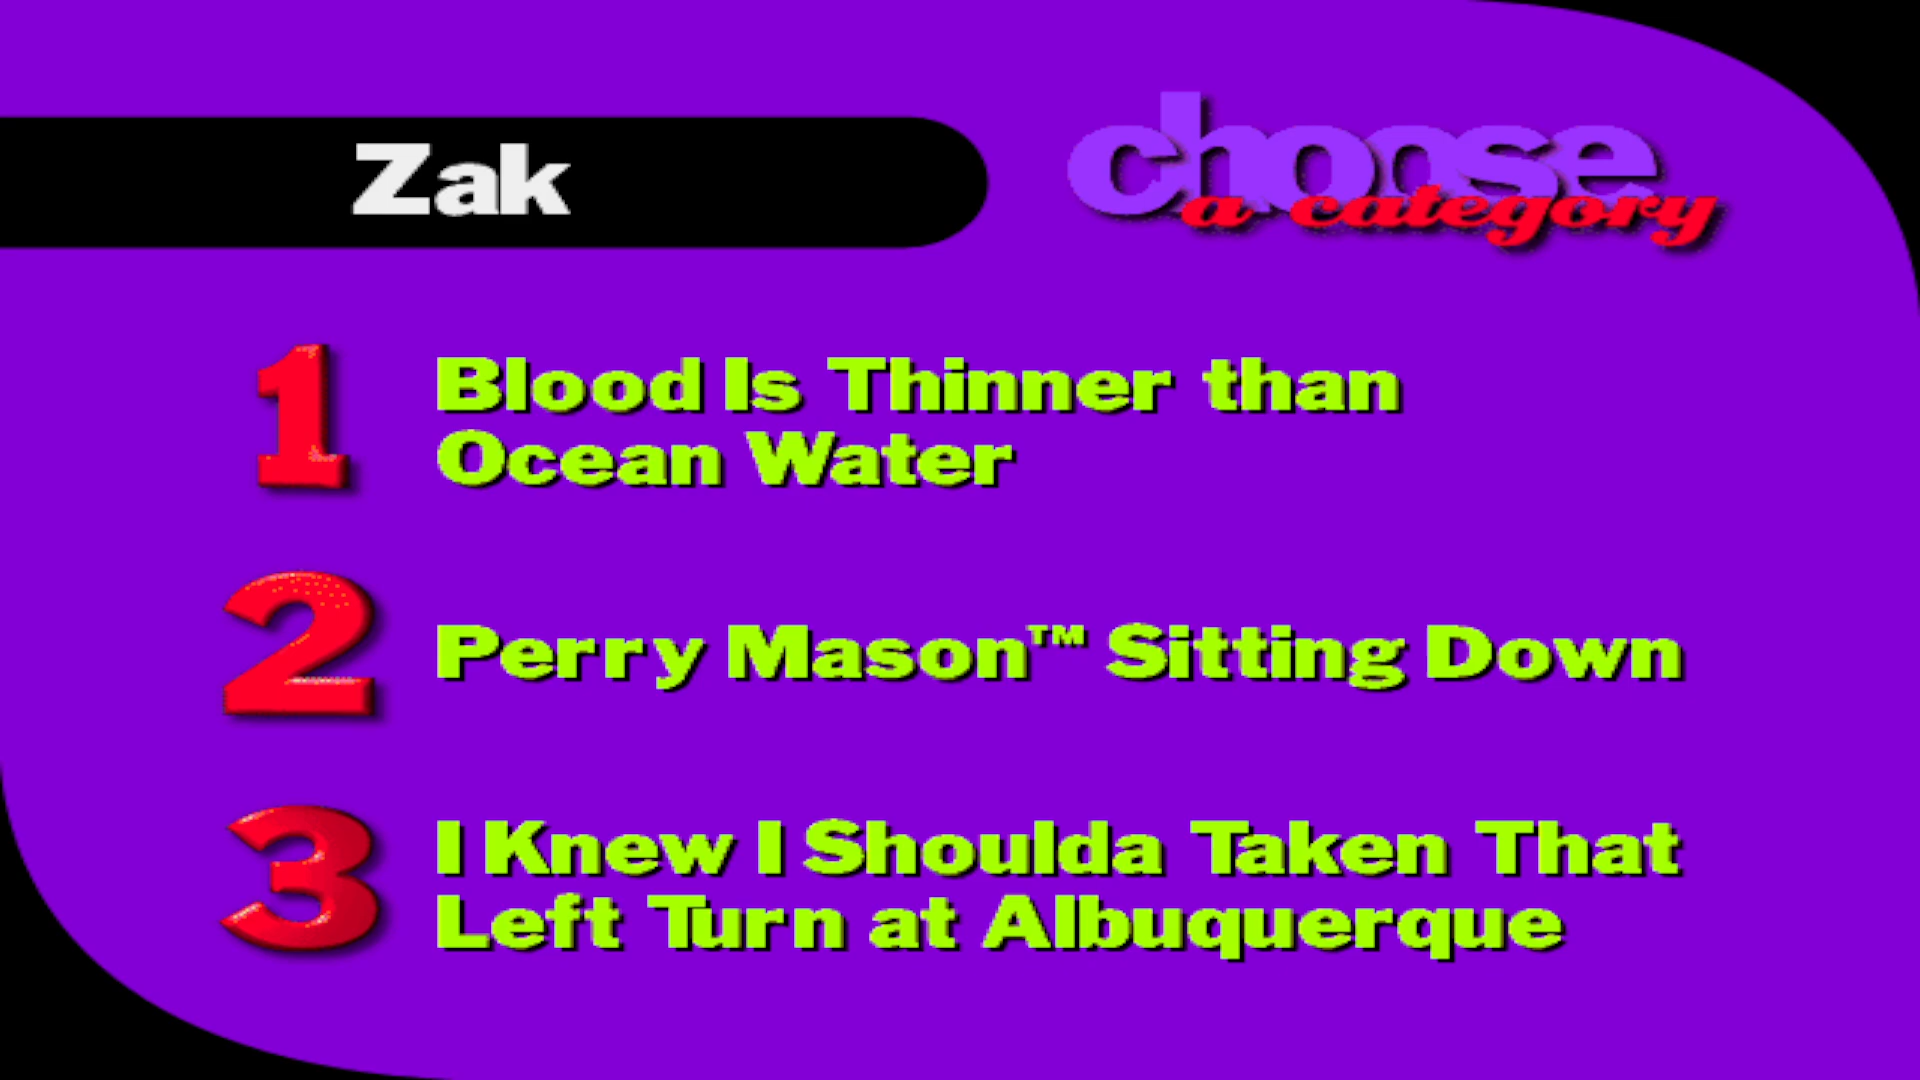 Zak
choose
a category
1
Blood Is Thinner than
Ocean Water
2
Perry Mason™ Sitting Down
3
I Knew I Shoulda Taken That
Left Turn at Albuquerque